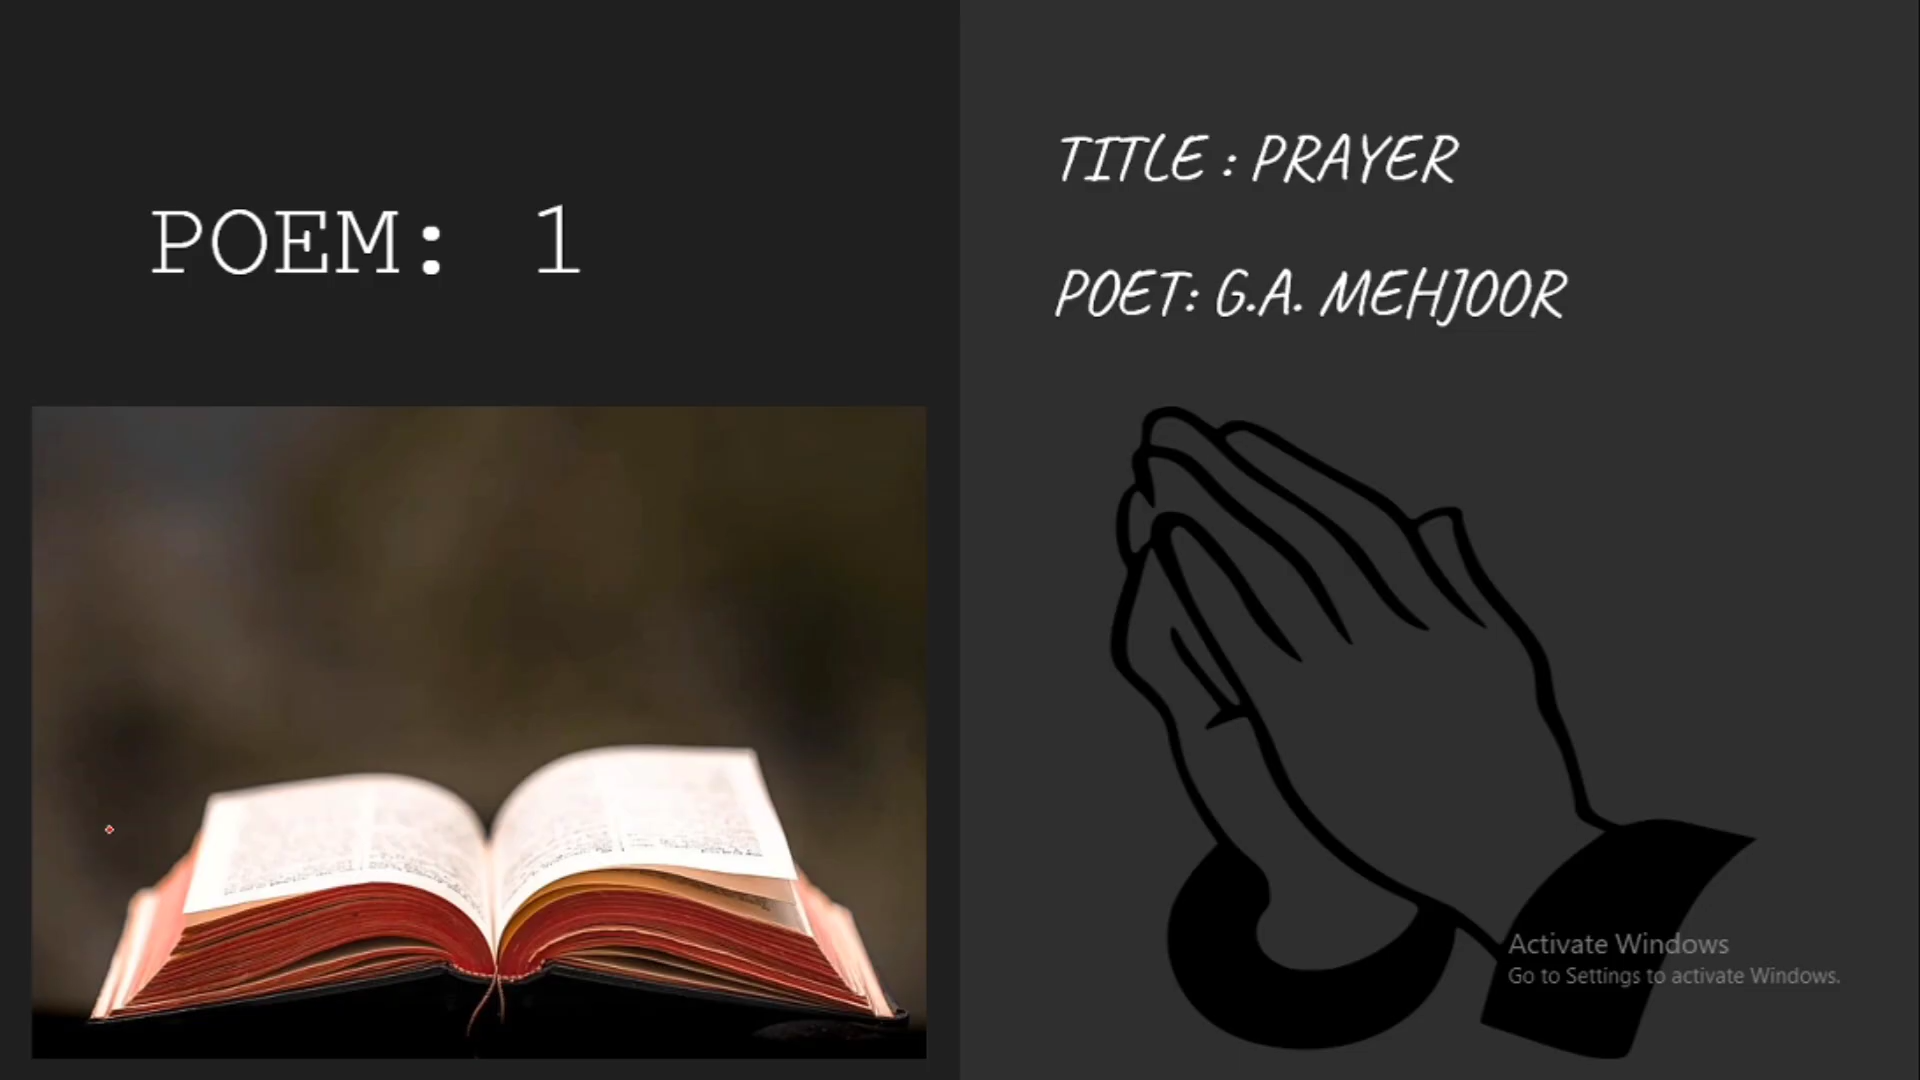 POEM: 1
TITLE : PRAYER
POET: G.A. MEHJOOR
Activate Windows
Go to Settings to activate Windows.